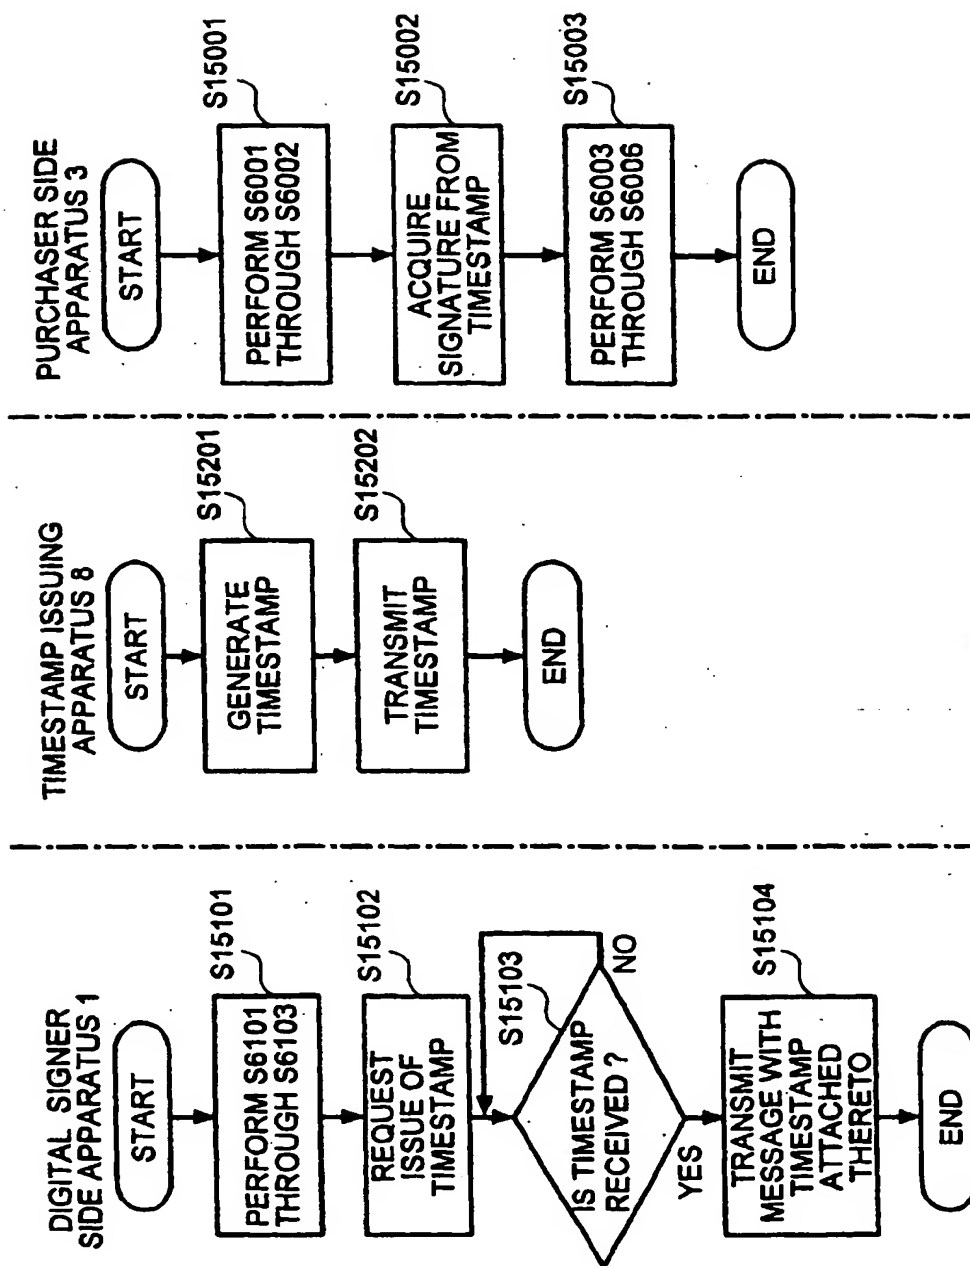 DIGITAL SIGNER
SIDE APPARATUS 1
START
S15101
PERFORM S6101
THROUGH S6103
S15102
REQUEST
ISSUE OF
TIMESTAMP
S15103
IS TIMESTAMP
RECEIVED ?
NO
YES
S15104
TRANSMIT
MESSAGE WITH
TIMESTAMP
ATTACHED
THERETO
END
TIMESTAMP ISSUING
APPARATUS 8
START
S15201
GENERATE
TIMESTAMP
S15202
TRANSMIT
TIMESTAMP
END
PURCHASER SIDE
APPARATUS 3
START
S15001
PERFORM S6001
THROUGH S6002
S15002
ACQUIRE
SIGNATURE FROM
TIMESTAMP
S15003
PERFORM S6003
THROUGH S6006
END